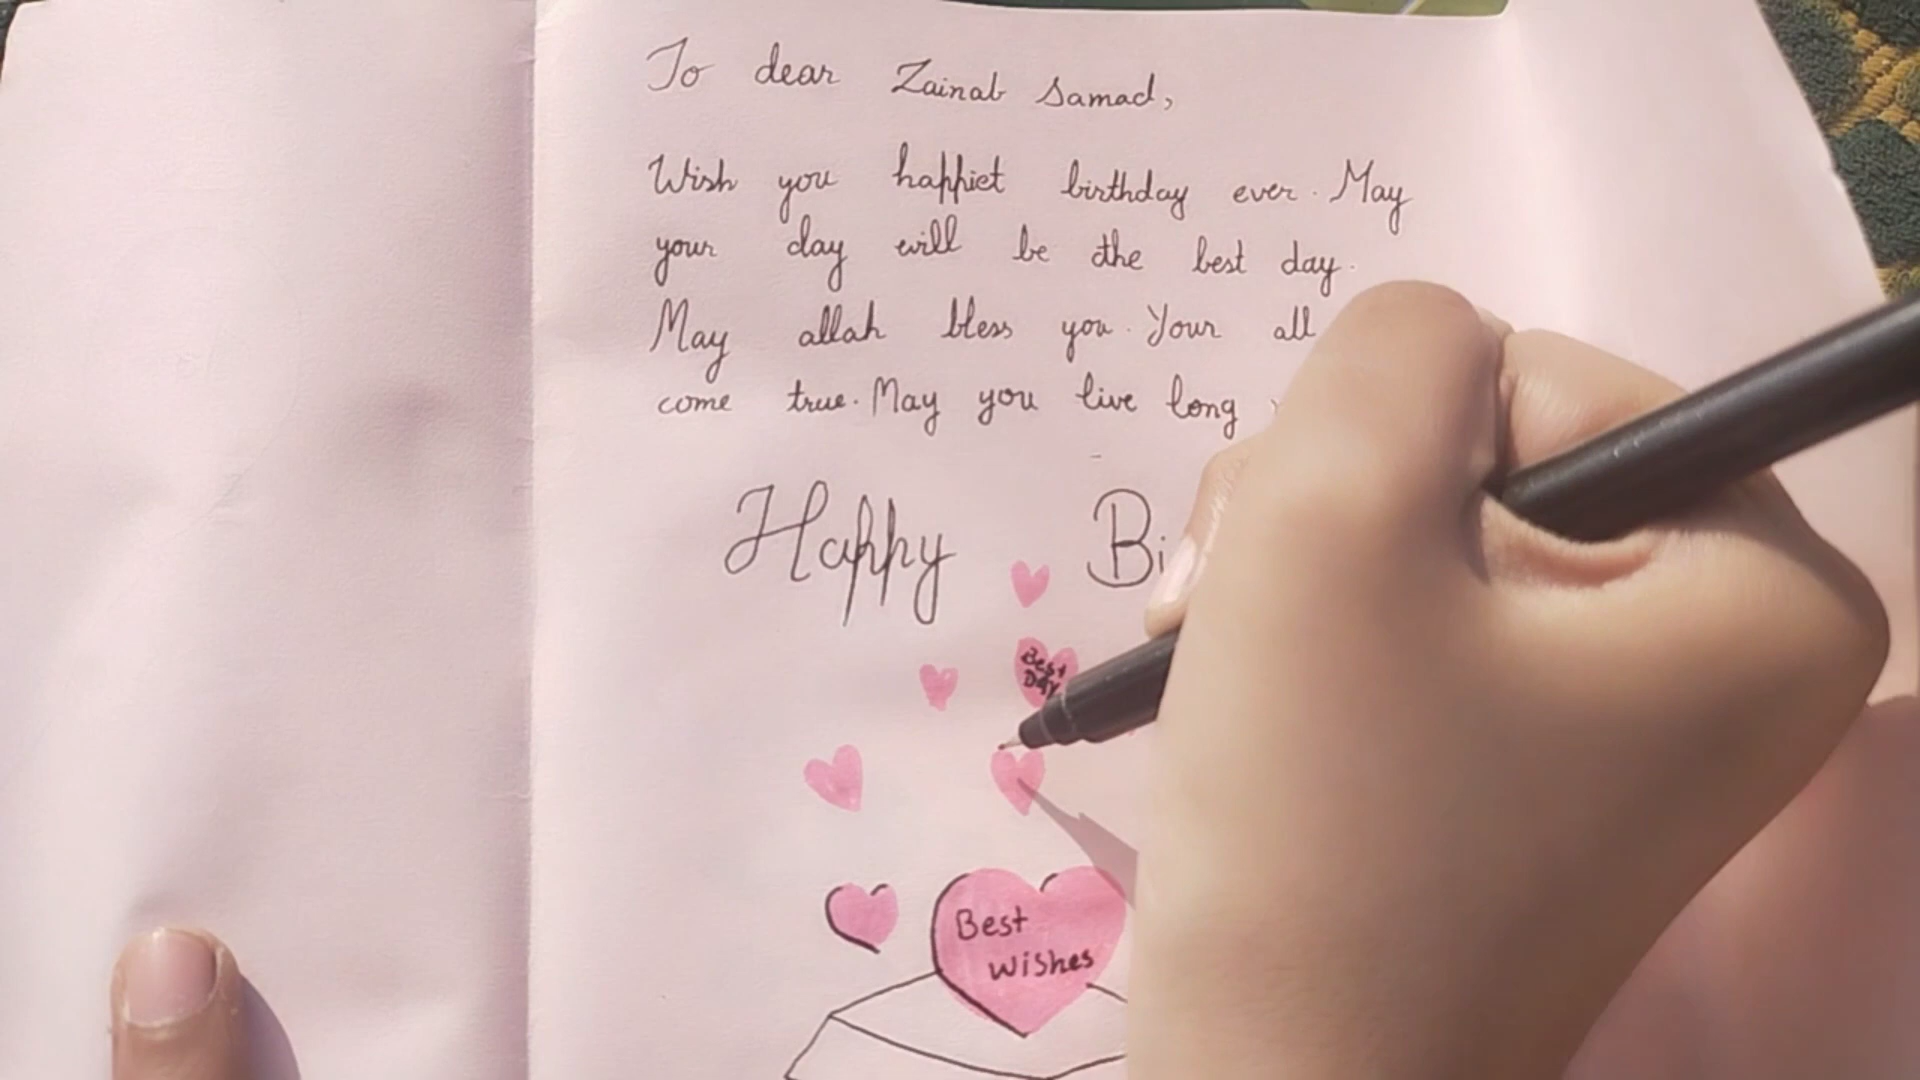 To dear Zainab Samad,
Wish you happiet birthday ever. May
your day will be the best day.
May allah bless you. Your all
come true. May you live long
Happy Bi
Best
Day
Best
Wishes